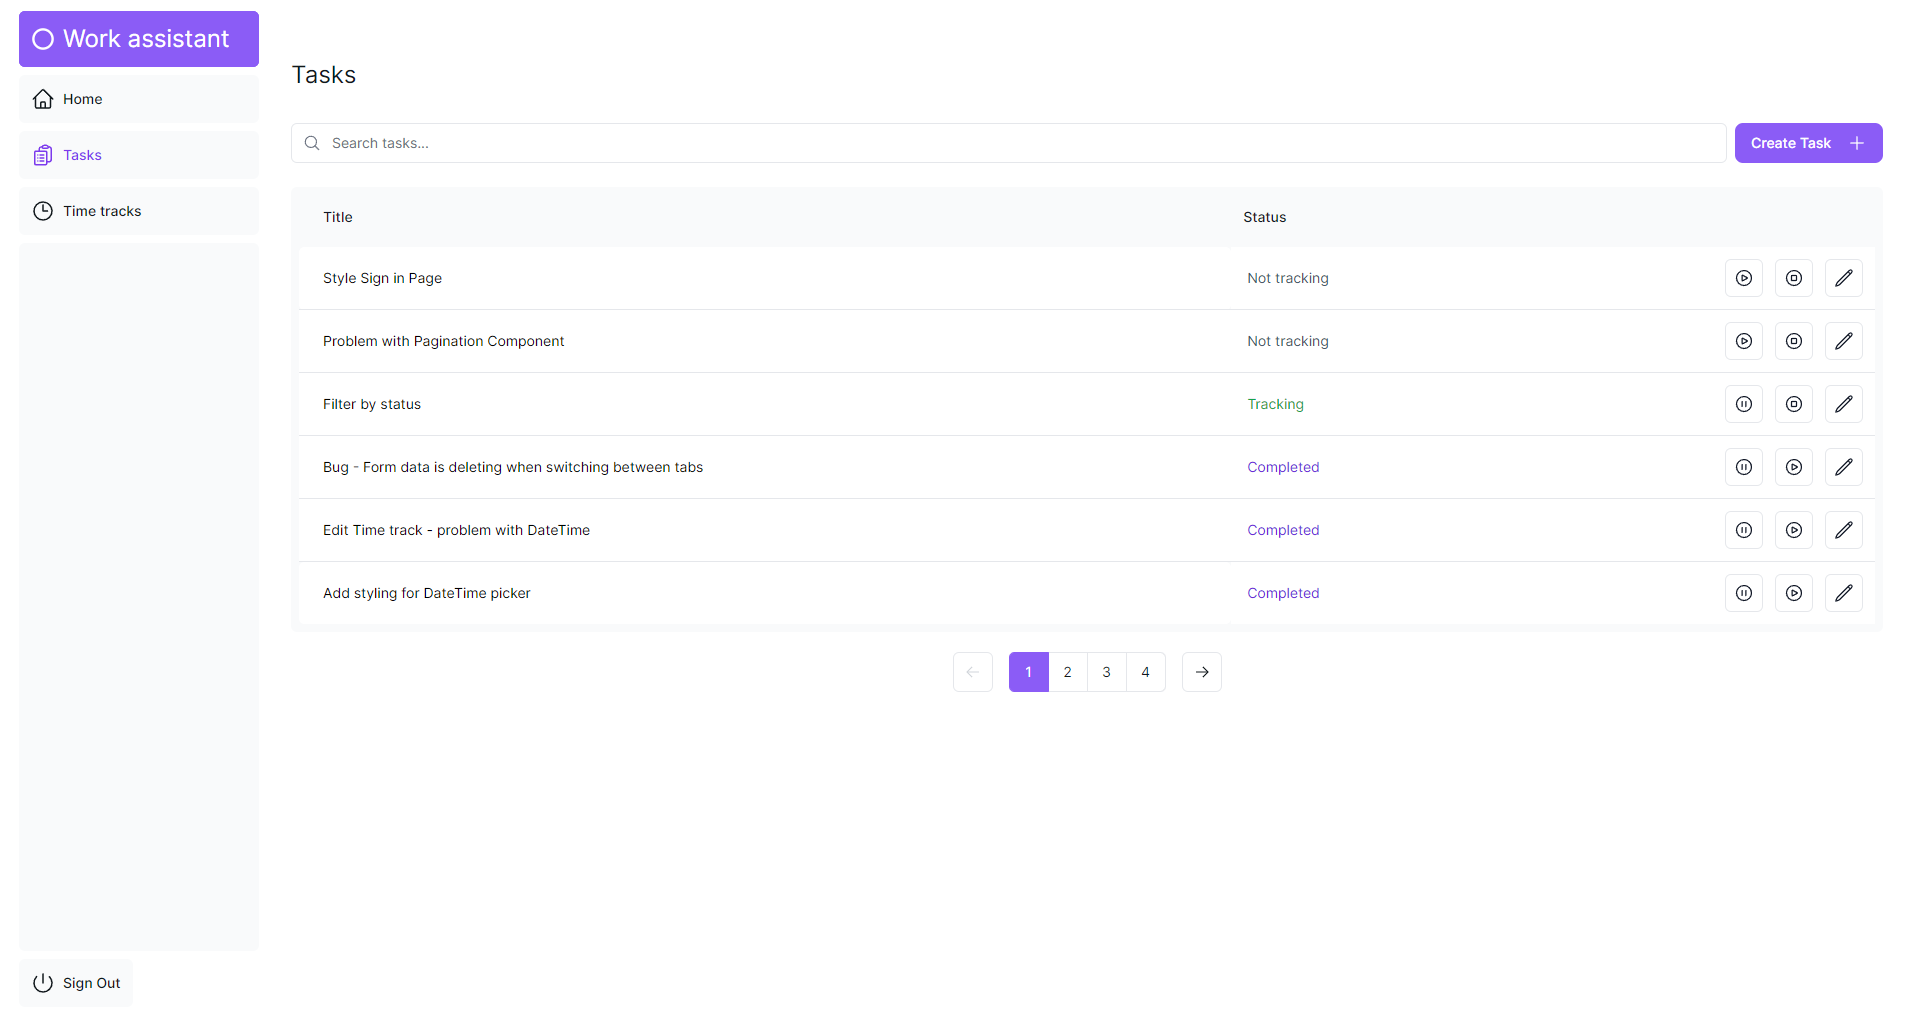 Work assistant
Home
Tasks
Time tracks
Sign Out
Tasks
Search tasks...
Create Task
Title Status
Style Sign in Page Not tracking
Problem with Pagination Component Not tracking
Filter by status Tracking
Bug - Form data is deleting when switching between tabs Completed
Edit Time track - problem with DateTime Completed
Add styling for DateTime picker Completed
1 2 3 4